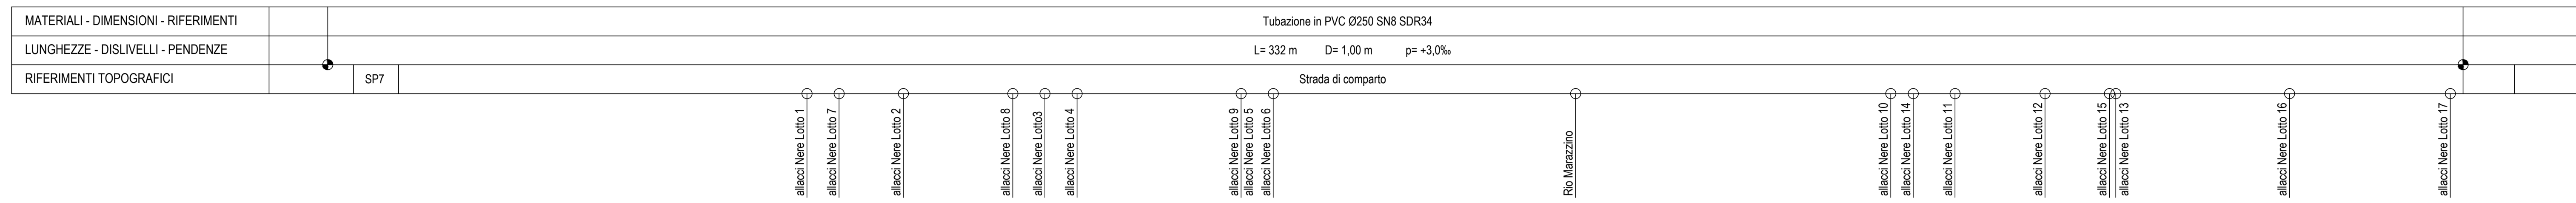 MATERIALI - DIMENSIONI - RIFERIMENTI
Tubazione in PVC Ø250 SN8 SDR34
LUNGHEZZE - DISLIVELLI - PENDENZE
L= 332 m D= 1,00 m p= +3,0‰
RIFERIMENTI TOPOGRAFICI
SP7
Strada di comparto
allacci Nere Lotto 1
allacci Nere Lotto 7
allacci Nere Lotto 2
allacci Nere Lotto 8
allacci Nere Lotto3
allacci Nere Lotto 4
allacci Nere Lotto 9
allacci Nere Lotto 5
allacci Nere Lotto 6
Rio Marazzino
allacci Nere Lotto 10
allacci Nere Lotto 14
allacci Nere Lotto 11
allacci Nere Lotto 12
allacci Nere Lotto 15
allacci Nere Lotto 13
allacci Nere Lotto 16
allacci Nere Lotto 17